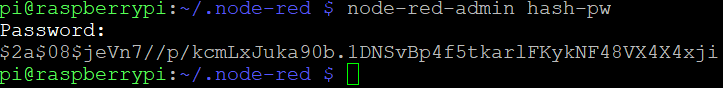 pi@raspberrypi:~/.node-red $ node-red-admin hash-pw
Password:
$2a$08$jeVn7//p/kcmLxJuka90b.1DNSvBp4f5tkarlFKykNF48VX4X4xji
pi@raspberrypi:~/.node-red $